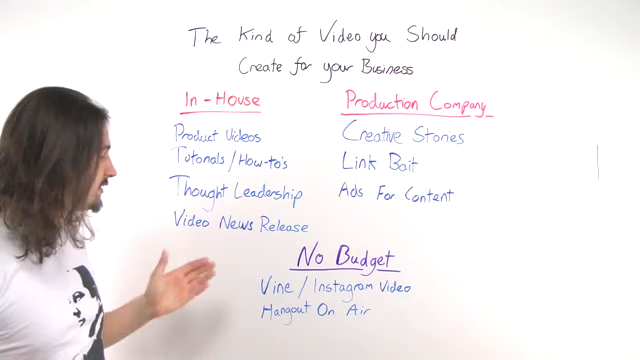 The Kind of Video you Should
Create for your Business
In-House
Product Videos
Tutorials/How-to's
Thought Leadership
Video News Release
Production Company
Creative Stories
Link Bait
Ads For Content
No Budget
Vine/Instagram Video
Hangout On Air